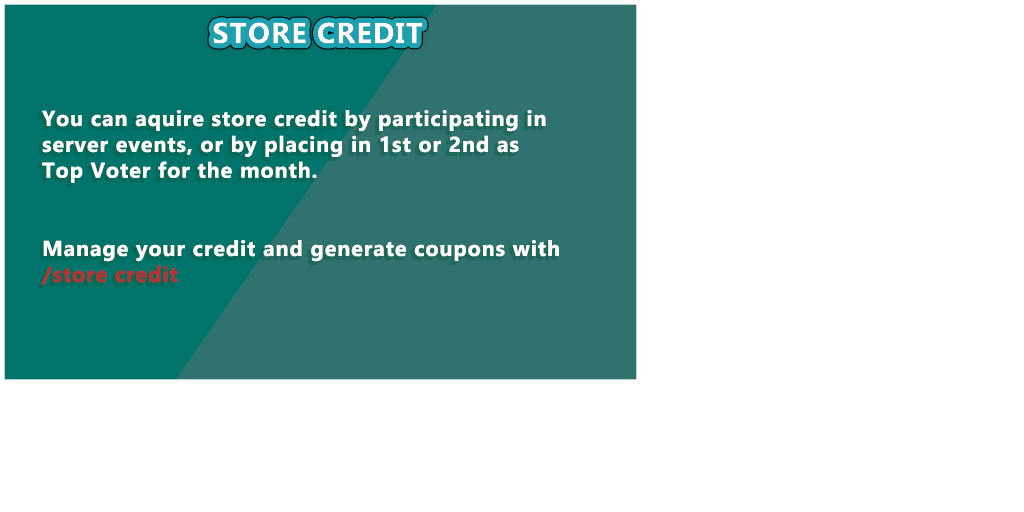 STORE CREDIT
You can aquire store credit by participating in
server events, or by placing in 1st or 2nd as
Top Voter for the month.
Manage your credit and generate coupons with
/store credit